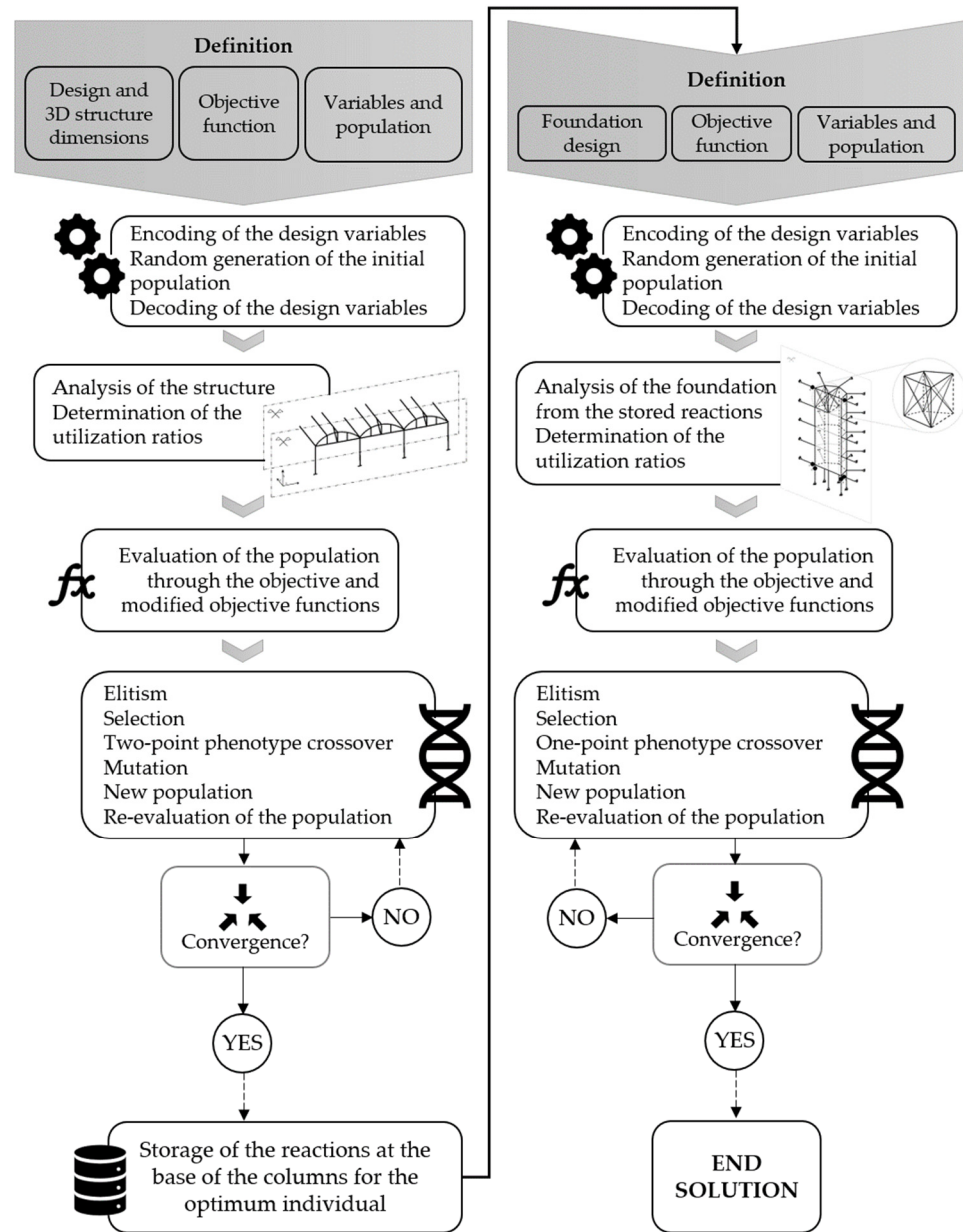 Definition
Design and
3D structure
dimensions
Objective
function
Variables and
population
Encoding of the design variables
Random generation of the initial
population
Decoding of the design variables
Analysis of the structure
Determination of the
utilization ratios
fx
Evaluation of the population
through the objective and
modified objective functions
Elitism
Selection
Two-point phenotype crossover
Mutation
New population
Re-evaluation of the population
Convergence?
NO
YES
Storage of the reactions at the
base of the columns for the
optimum individual
Definition
Foundation
design
Objective
function
Variables and
population
Encoding of the design variables
Random generation of the initial
population
Decoding of the design variables
Analysis of the foundation
from the stored reactions
Determination of the
utilization ratios
fx
Evaluation of the population
through the objective and
modified objective functions
Elitism
Selection
One-point phenotype crossover
Mutation
New population
Re-evaluation of the population
NO
Convergence?
YES
END
SOLUTION